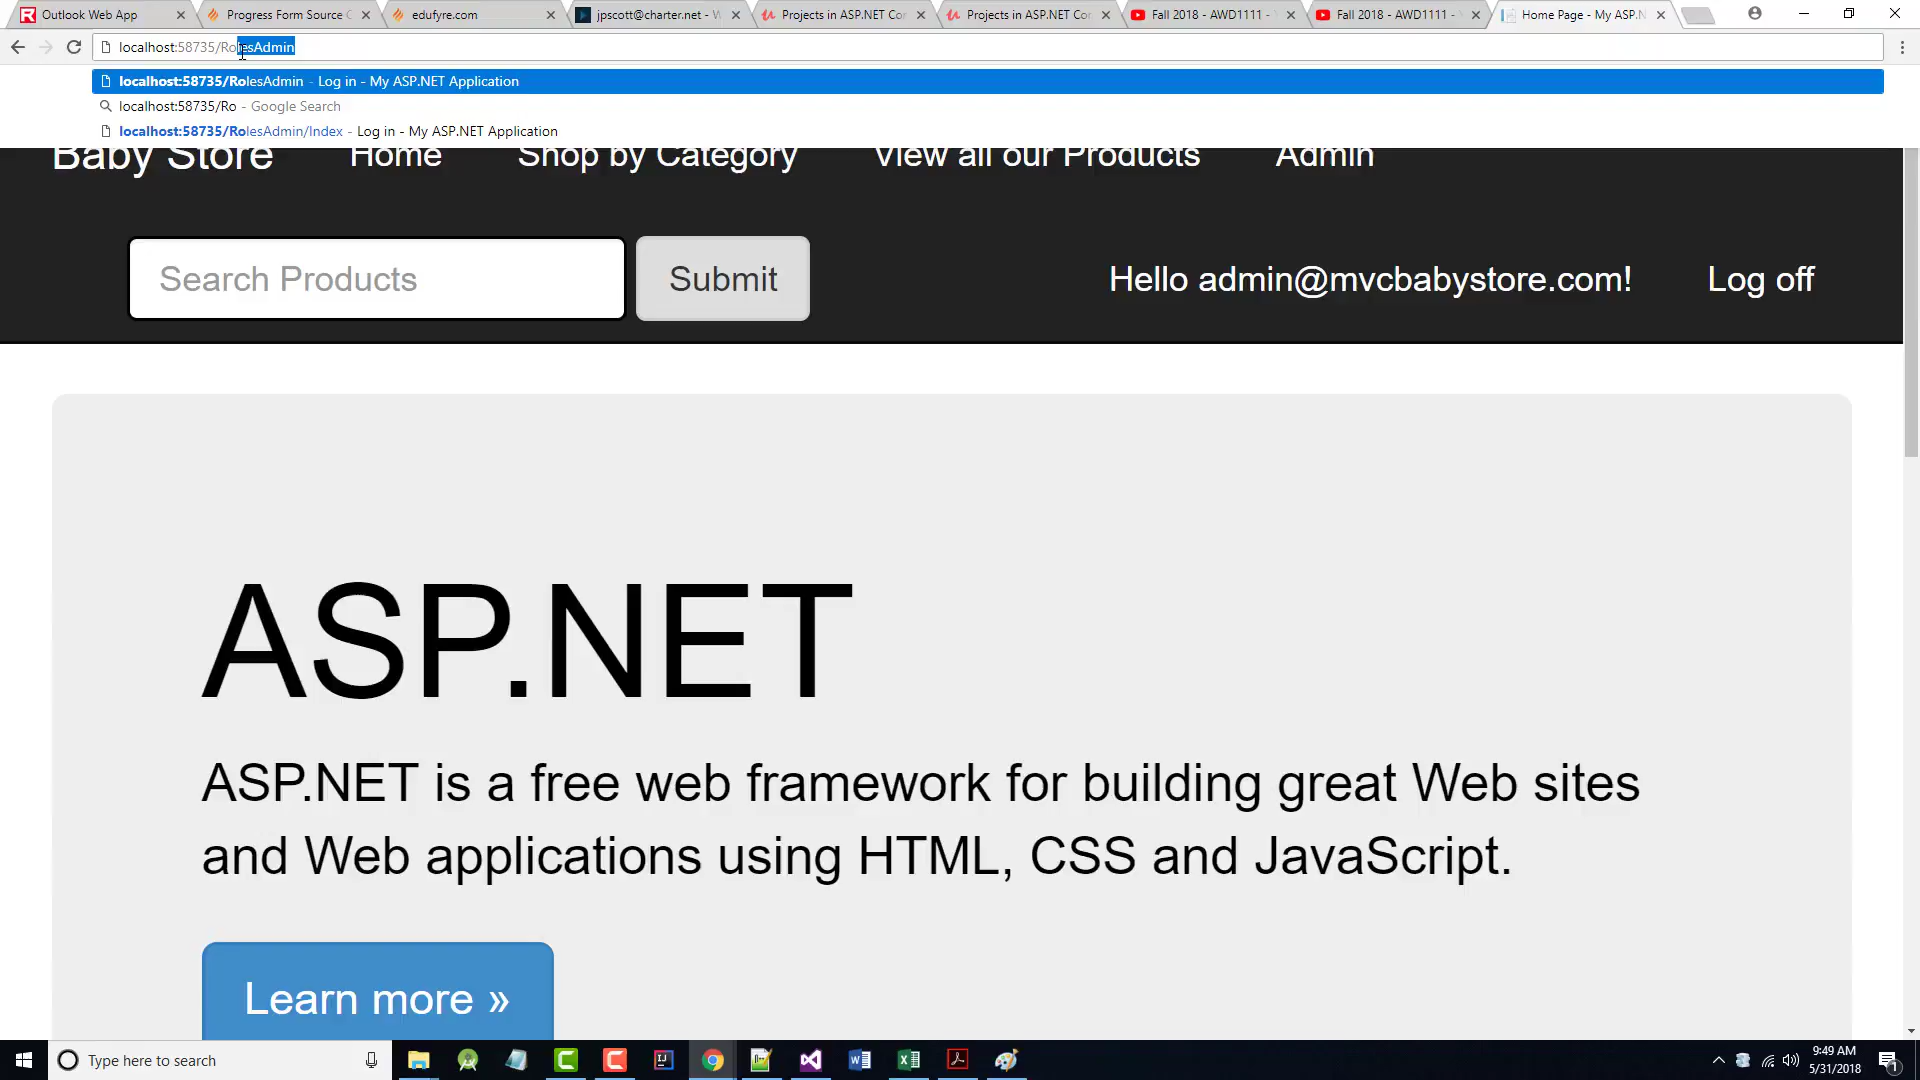 Outlook Web App
Progress Form Source C
edufyre.com
jpscott@charter.net - W
Projects in ASP.NET Cor
Projects in ASP.NET Cor
Fall 2018 - AWD1111 -
Fall 2018 - AWD1111 -
Home Page - My ASP.N
localhost:58735/RolesAdmin
localhost:58735/RolesAdmin - Log in - My ASP.NET Application
localhost:58735/Ro - Google Search
localhost:58735/RolesAdmin/Index - Log in - My ASP.NET Application
Baby Store Home Shop by Category View all our Products Admin
Search Products Submit Hello admin@mvcbabystore.com! Log off
ASP.NET
ASP.NET is a free web framework for building great Web sites
and Web applications using HTML, CSS and JavaScript.
Learn more »
Type here to search
9:49 AM
5/31/2018